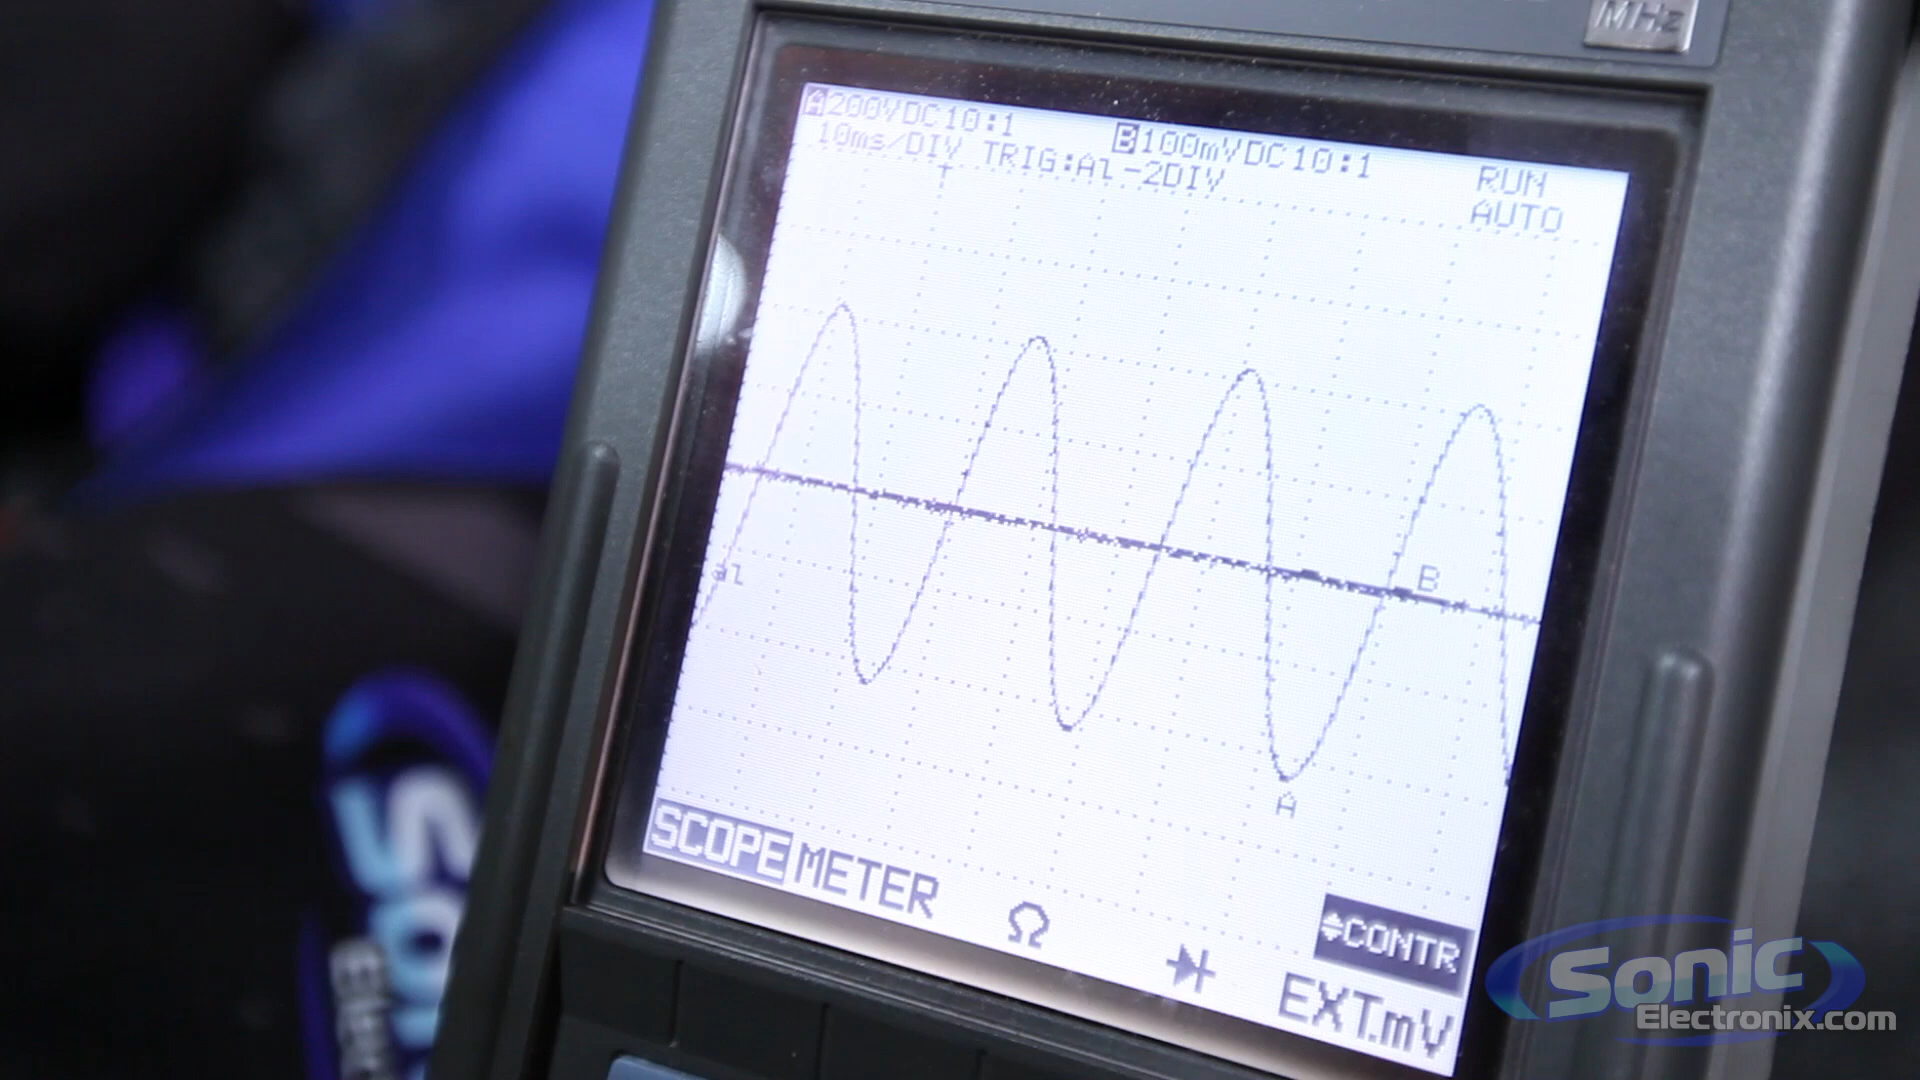 MHz
A200VDC10:1 B100mVDC10:1 RUN
10ms/DIV TRIG:A1-2DIV AUTO
T
a1
B
A
SCOPE METER Ω CONTR
EXT.mV
Sonic
Electronix.com